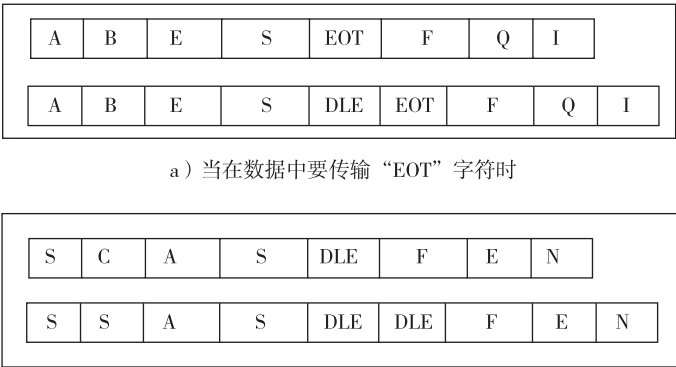 A B E S EOT F Q I
A B E S DLE EOT F Q I
a）当在数据中要传输“EOT”字符时
S C A S DLE F E N
S S A S DLE DLE F E N